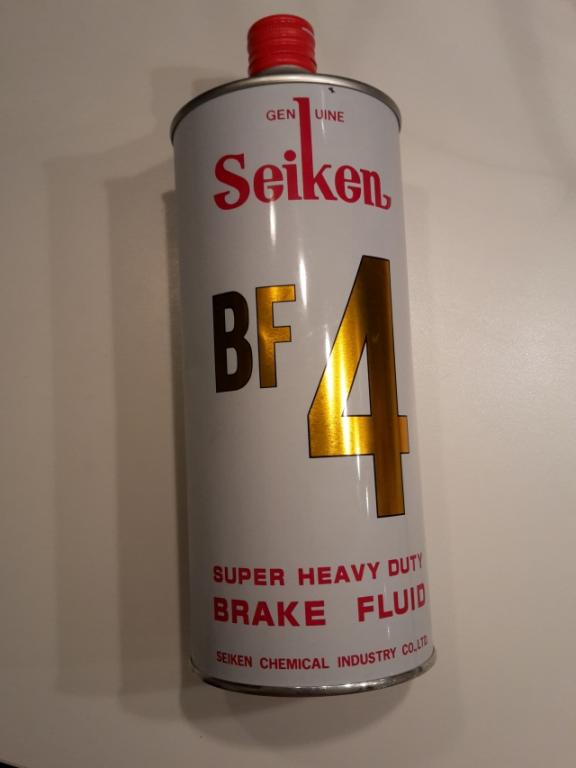 GENUINE
Seiken
BF4
SUPER HEAVY DUTY
BRAKE FLUID
SEIKEN CHEMICAL INDUSTRY CO.,LTD.